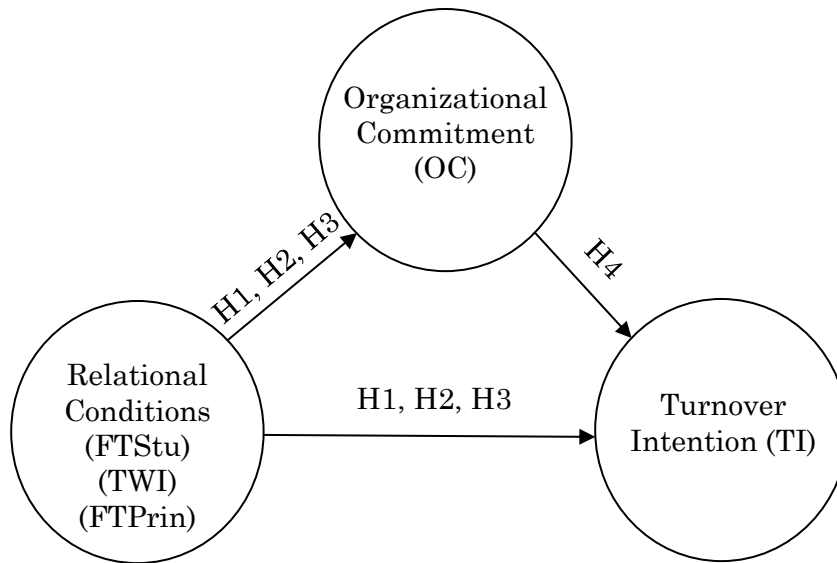 Organizational
Commitment
(OC)
H1, H2, H3
H4
Relational
Conditions
(FTStu)
(TWI)
(FTPrin)
H1, H2, H3
Turnover
Intention (TI)